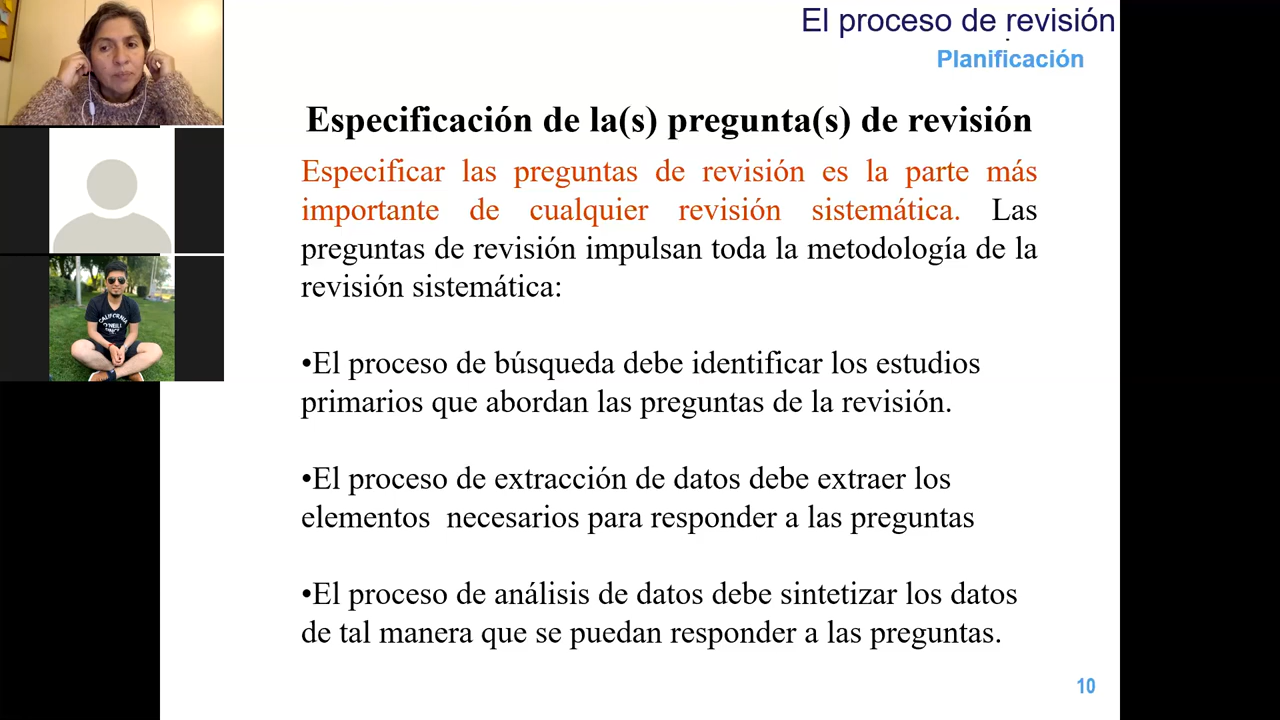 El proceso de revisión
.
Planificación
Especificación de la(s) pregunta(s) de revisión
Especificar las preguntas de revisión es la parte más
importante de cualquier revisión sistemática. Las
preguntas de revisión impulsan toda la metodología de la
revisión sistemática:
•El proceso de búsqueda debe identificar los estudios
primarios que abordan las preguntas de la revisión.
•El proceso de extracción de datos debe extraer los
elementos necesarios para responder a las preguntas
•El proceso de análisis de datos debe sintetizar los datos
de tal manera que se puedan responder a las preguntas.
10
CALIFORNIA
O'NEILL